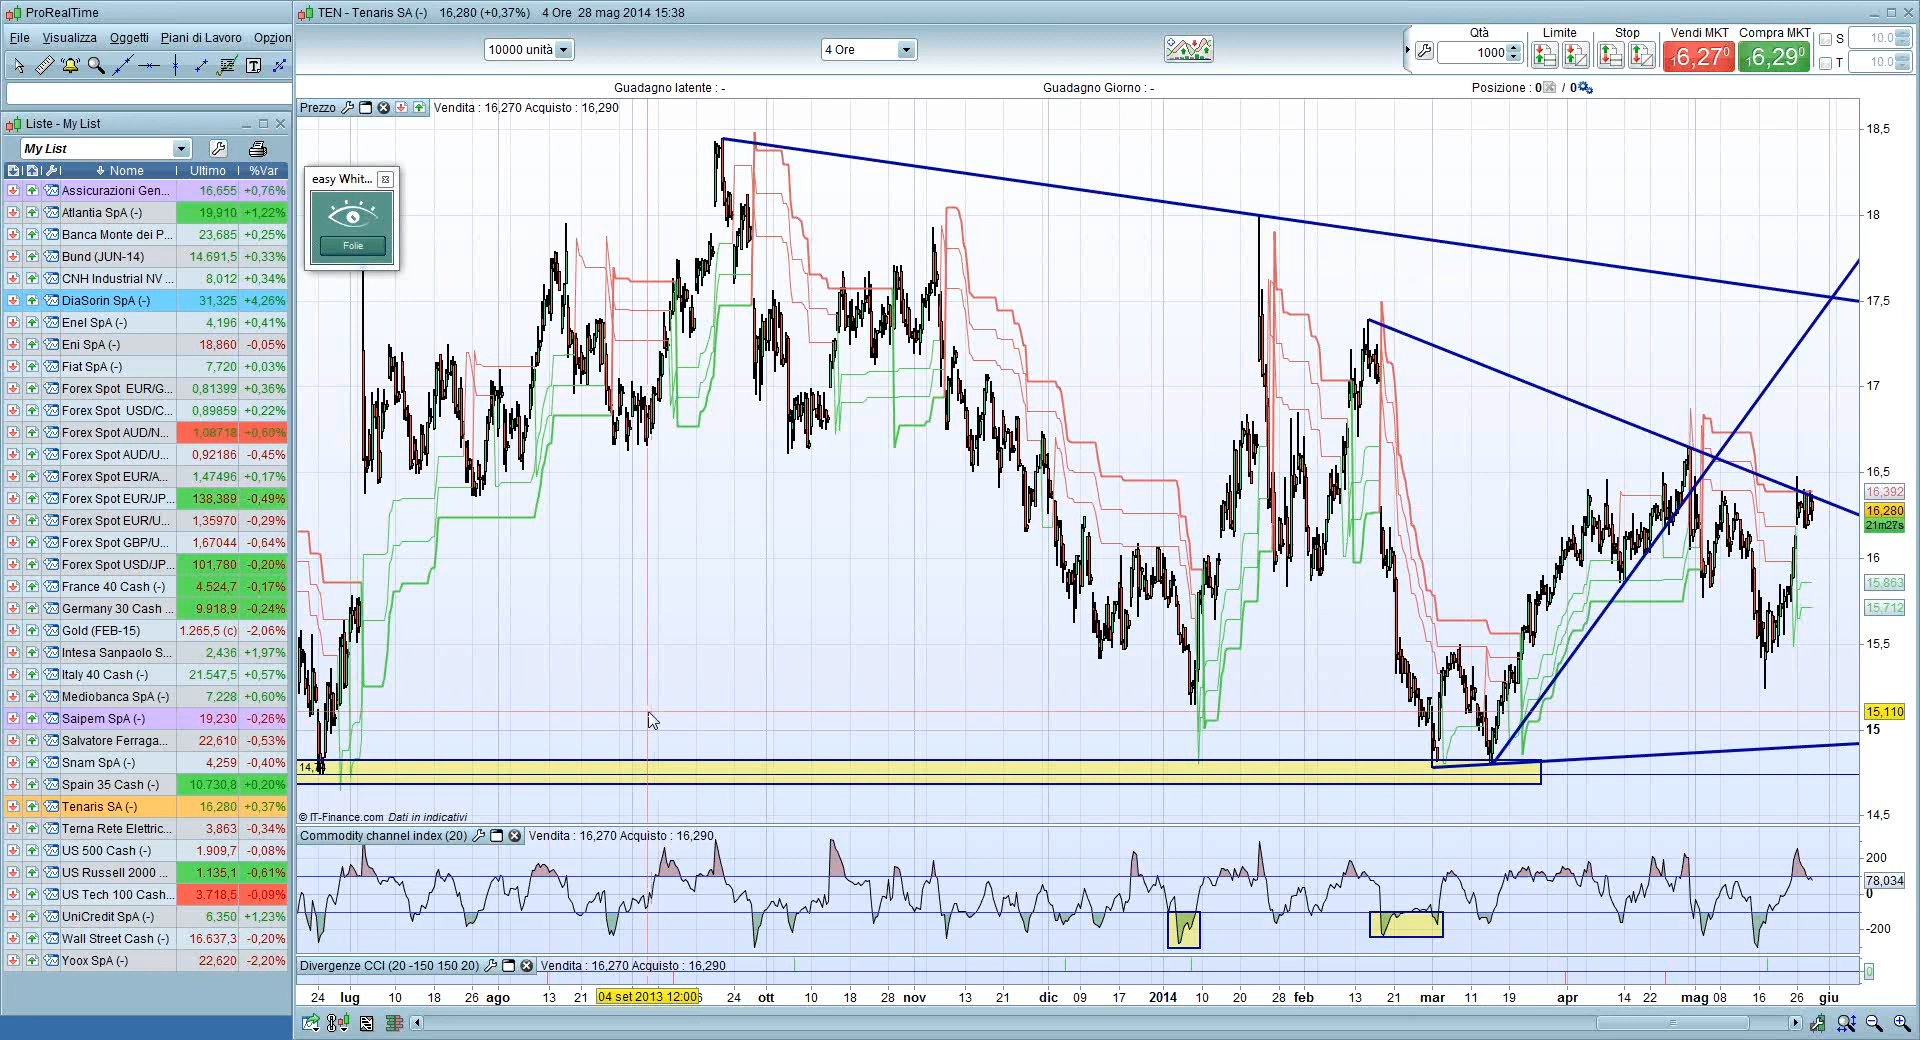 ProRealTime
File Visualizza Oggetti Piani di Lavoro Opzion
Liste - My List
My List
Nome Ultimo %Var
Assicurazioni Gen... 16,655 +0,76%
Atlantia SpA (-) 19,910 +1,22%
Banca Monte dei P... 23,685 +0,25%
Bund (JUN-14) 14.691,5 +0,33%
CNH Industrial NV ... 8,012 +0,34%
DiaSorin SpA (-) 31,325 +4,26%
Enel SpA (-) 4,196 +0,41%
Eni SpA (-) 18,860 -0,05%
Fiat SpA (-) 7,720 +0,03%
Forex Spot EUR/G... 0,81399 +0,36%
Forex Spot USD/C... 0,89859 +0,22%
Forex Spot AUD/N... 1,08718 +0,60%
Forex Spot AUD/U... 0,92186 -0,45%
Forex Spot EUR/A... 1,47496 +0,17%
Forex Spot EUR/JP... 138,389 -0,49%
Forex Spot EUR/U... 1,35970 -0,29%
Forex Spot GBP/U... 1,67044 -0,64%
Forex Spot USD/JP... 101,780 -0,20%
France 40 Cash (-) 4.524,7 -0,17%
Germany 30 Cash ... 9.918,9 -0,24%
Gold (FEB-15) 1.265,5 (c) -2,06%
Intesa Sanpaolo S... 2,436 +1,97%
Italy 40 Cash (-) 21.547,5 +0,57%
Mediobanca SpA (-) 7,228 +0,60%
Saipem SpA (-) 19,230 -0,26%
Salvatore Ferraga... 22,610 -0,53%
Snam SpA (-) 4,259 -0,40%
Spain 35 Cash (-) 10.730,8 +0,20%
Tenaris SA (-) 16,280 +0,37%
Terna Rete Elettric... 3,863 -0,34%
US 500 Cash (-) 1.909,7 -0,08%
US Russell 2000 ... 1.135,1 -0,61%
US Tech 100 Cash... 3.718,5 -0,09%
UniCredit SpA (-) 6,350 +1,23%
Wall Street Cash (-) 16.637,3 -0,20%
Yoox SpA (-) 22,620 -2,20%
TEN - Tenaris SA (-) 16,280 (+0,37%) 4 Ore 28 mag 2014 15:38
10000 unità 4 Ore
Qtà Limite Stop Vendi MKT Compra MKT
1000 16,270 16,290
S 10.0
T 10.0
Guadagno latente : - Guadagno Giorno : - Posizione : 0 / 0
Prezzo Vendita : 16,270 Acquisto : 16,290
easy Whit...
Folie
18,5
18
17,5
17
16,5
16,392
16,280
21m27s
16
15,863
15,712
15,5
15,110
15
14,5
© IT-Finance.com Dati in indicativi
Commodity channel index (20) Vendita : 16,270 Acquisto : 16,290
200
78,034
0
-200
Divergenze CCI (20 -150 150 20) Vendita : 16,270 Acquisto : 16,290
0
24 lug 10 18 26 ago 13 21 04 set 2013 12:00 24 ott 10 18 28 nov 13 21 dic 09 17 2014 10 20 28 feb 13 21 mar 11 19 apr 14 22 mag 08 16 26 giu